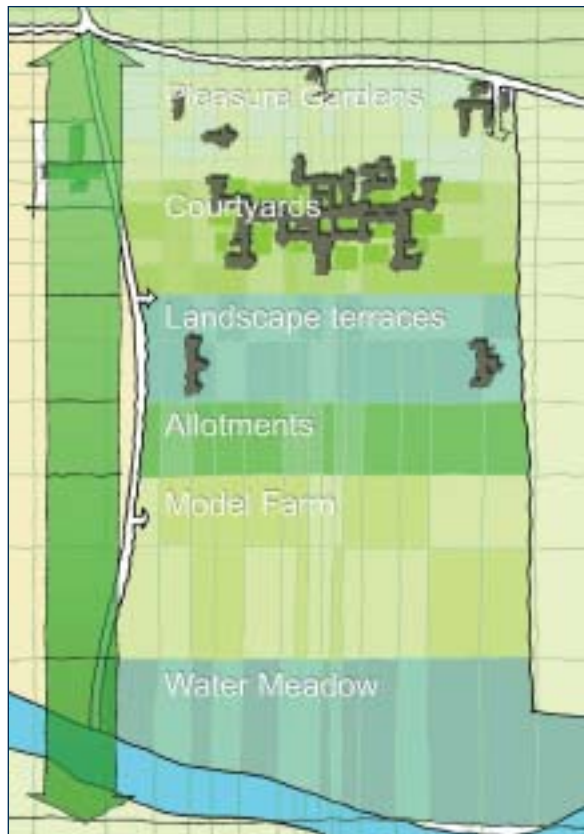 Pleasure Gardens
Courtyards
Landscape terraces
Allotments
Model Farm
Water Meadow